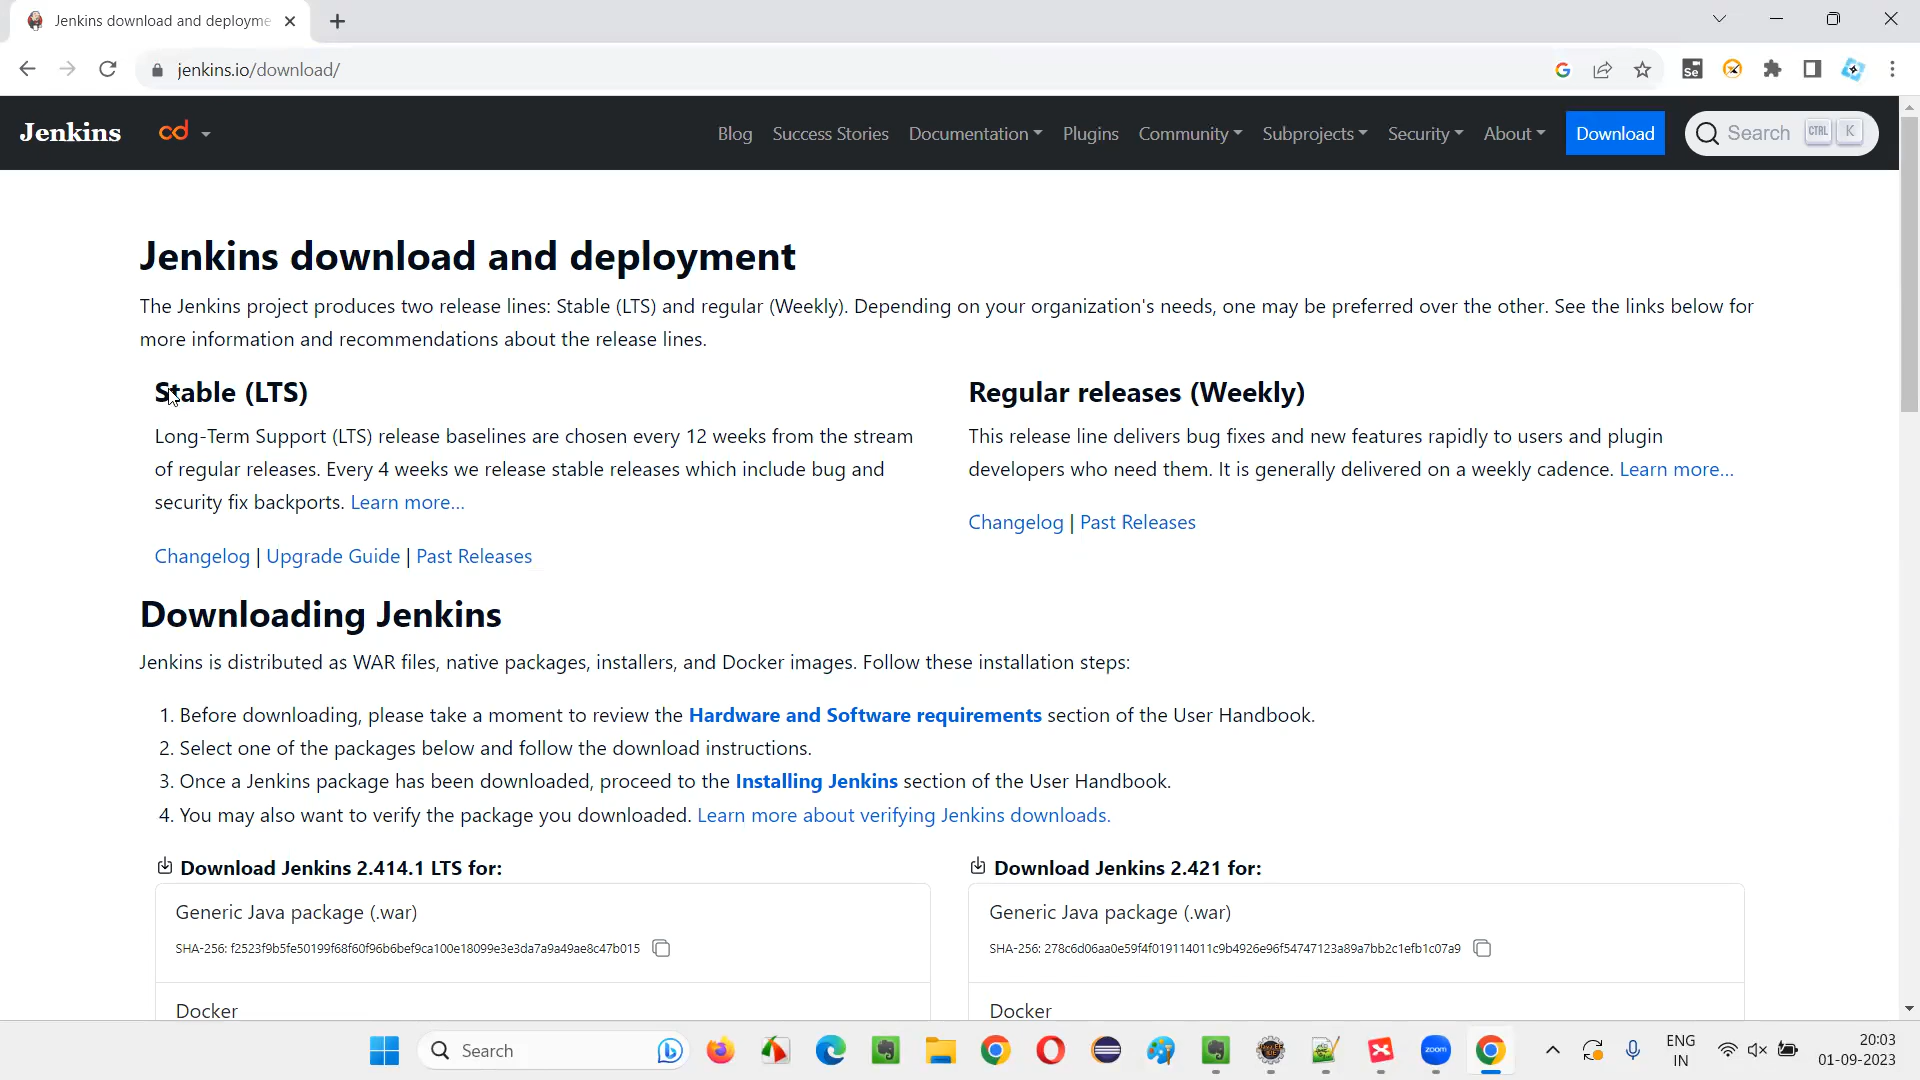 Jenkins download and deployme
jenkins.io/download/
Jenkins
cd
Blog
Success Stories
Documentation
Plugins
Community
Subprojects
Security
About
Download
Search
CTRL
K
Jenkins download and deployment
The Jenkins project produces two release lines: Stable (LTS) and regular (Weekly). Depending on your organization's needs, one may be preferred over the other. See the links below for
more information and recommendations about the release lines.
Stable (LTS)
Long-Term Support (LTS) release baselines are chosen every 12 weeks from the stream
of regular releases. Every 4 weeks we release stable releases which include bug and
security fix backports. Learn more...
Changelog | Upgrade Guide | Past Releases
Regular releases (Weekly)
This release line delivers bug fixes and new features rapidly to users and plugin
developers who need them. It is generally delivered on a weekly cadence. Learn more...
Changelog | Past Releases
Downloading Jenkins
Jenkins is distributed as WAR files, native packages, installers, and Docker images. Follow these installation steps:
1. Before downloading, please take a moment to review the Hardware and Software requirements section of the User Handbook.
2. Select one of the packages below and follow the download instructions.
3. Once a Jenkins package has been downloaded, proceed to the Installing Jenkins section of the User Handbook.
4. You may also want to verify the package you downloaded. Learn more about verifying Jenkins downloads.
Download Jenkins 2.414.1 LTS for:
Generic Java package (.war)
SHA-256: f2523f9b5fe50199f68f60f96b6bef9ca100e18099e3e3da7a9a49ae8c47b015
Docker
Download Jenkins 2.421 for:
Generic Java package (.war)
SHA-256: 278c6d06aa0e59f4f019114011c9b4926e96f54747123a89a7bb2c1efb1c07a9
Docker
Search
zoom
ENG
IN
20:03
01-09-2023